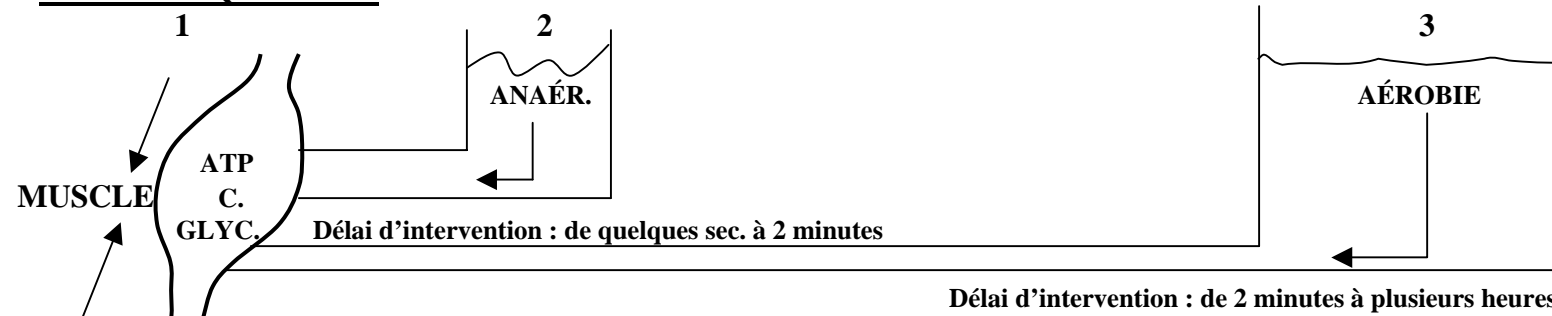 1 2 3
ANAÉR. AÉROBIE
ATP
MUSCLE C.
GLYC. Délai d’intervention : de quelques sec. à 2 minutes
Délai d’intervention : de 2 minutes à plusieurs heures